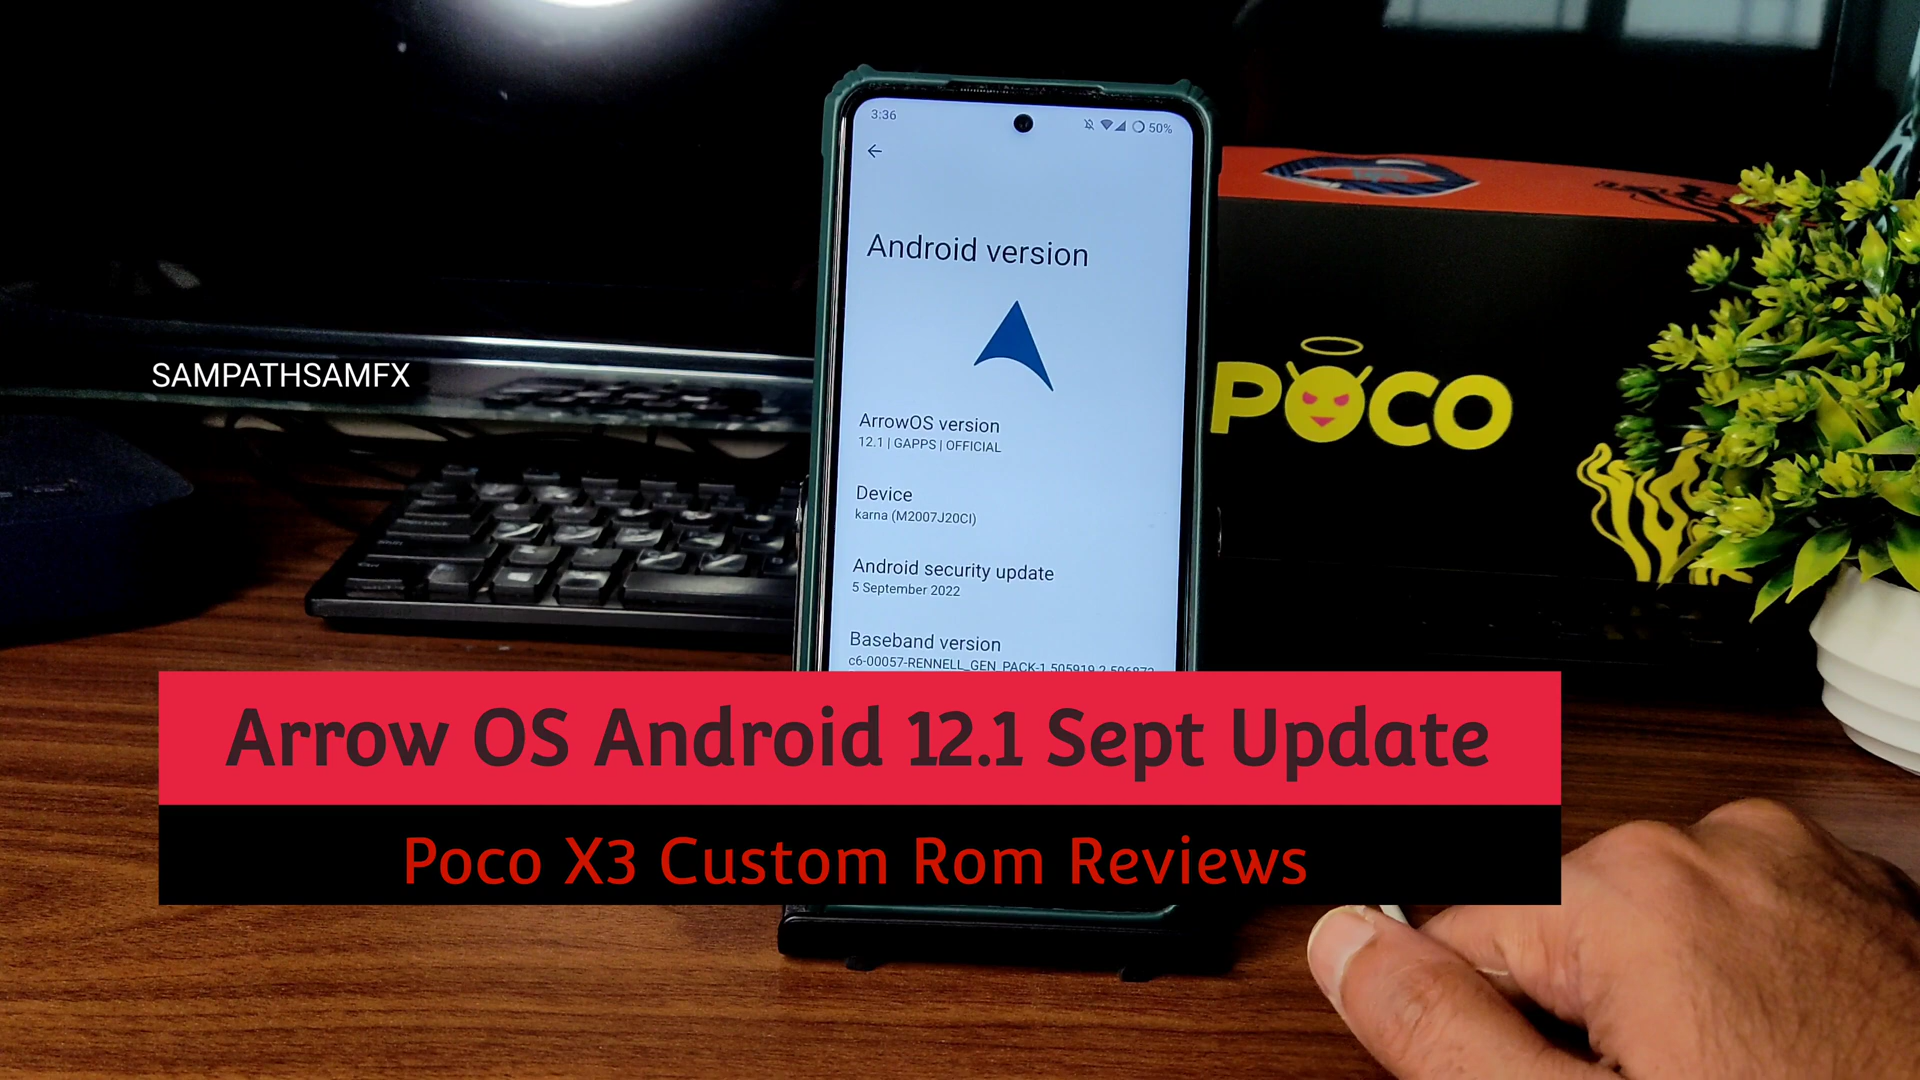 3:36
50%
Android version
SAMPATHSAMFX
POCO
ArrowOS version
12.1 | GAPPS | OFFICIAL
Device
karna (M2007J20CI)
Android security update
5 September 2022
Baseband version
Arrow OS Android 12.1 Sept Update
Poco X3 Custom Rom Reviews